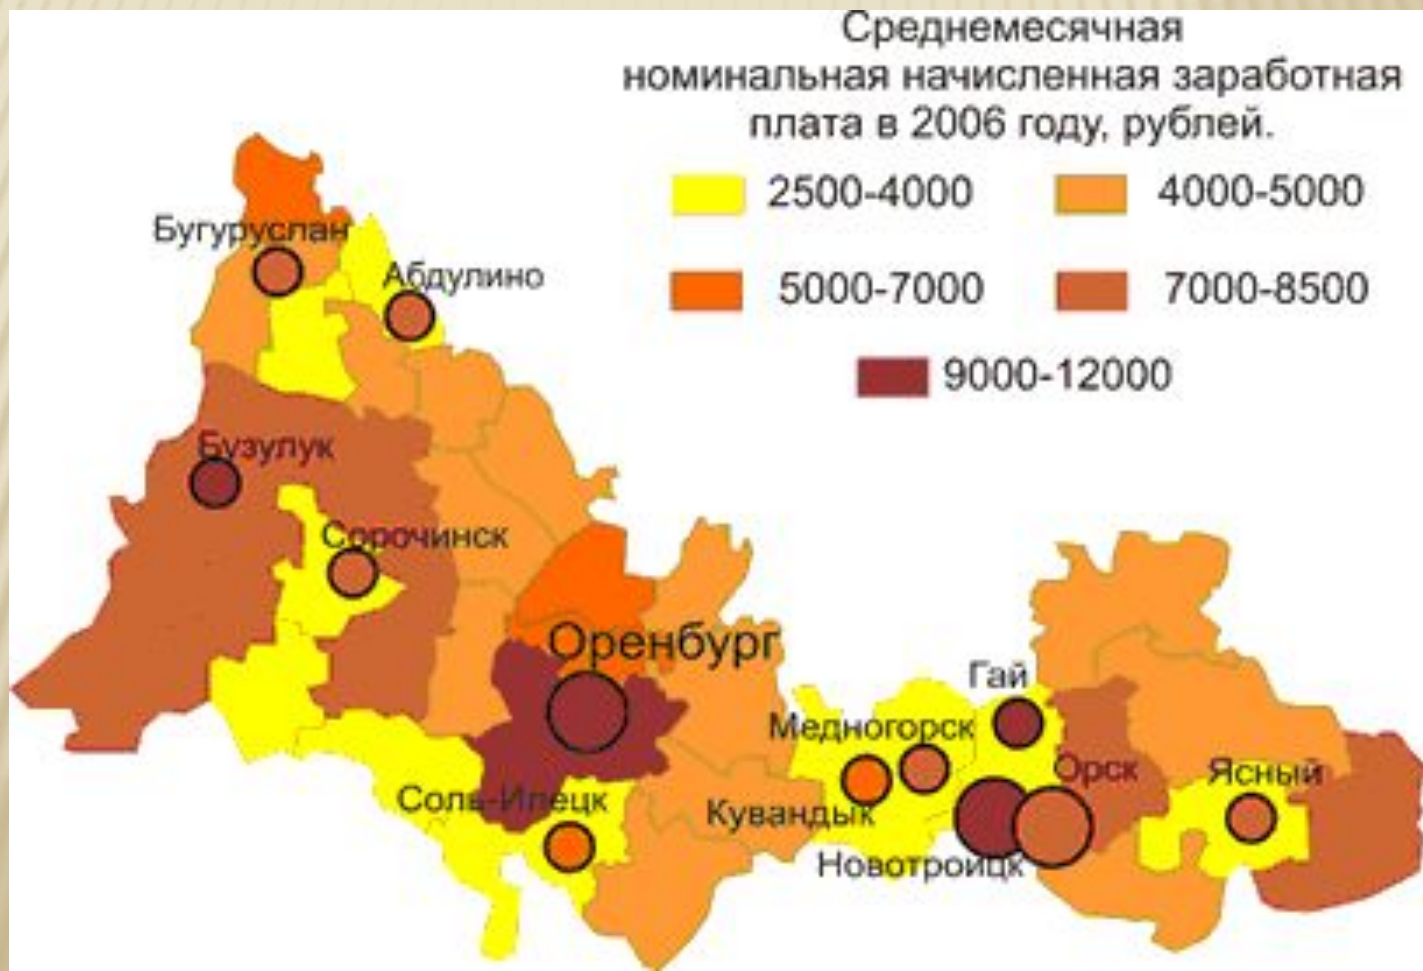 Среднемесячная
номинальная начисленная заработная
плата в 2006 году, рублей.
2500-4000
4000-5000
5000-7000
7000-8500
9000-12000
Бугуруслан
Абдулино
Бузулук
Сорочинск
Оренбург
Гай
Медногорск
Орск
Ясный
Соль-Илецк
Кувандык
Новотроицк